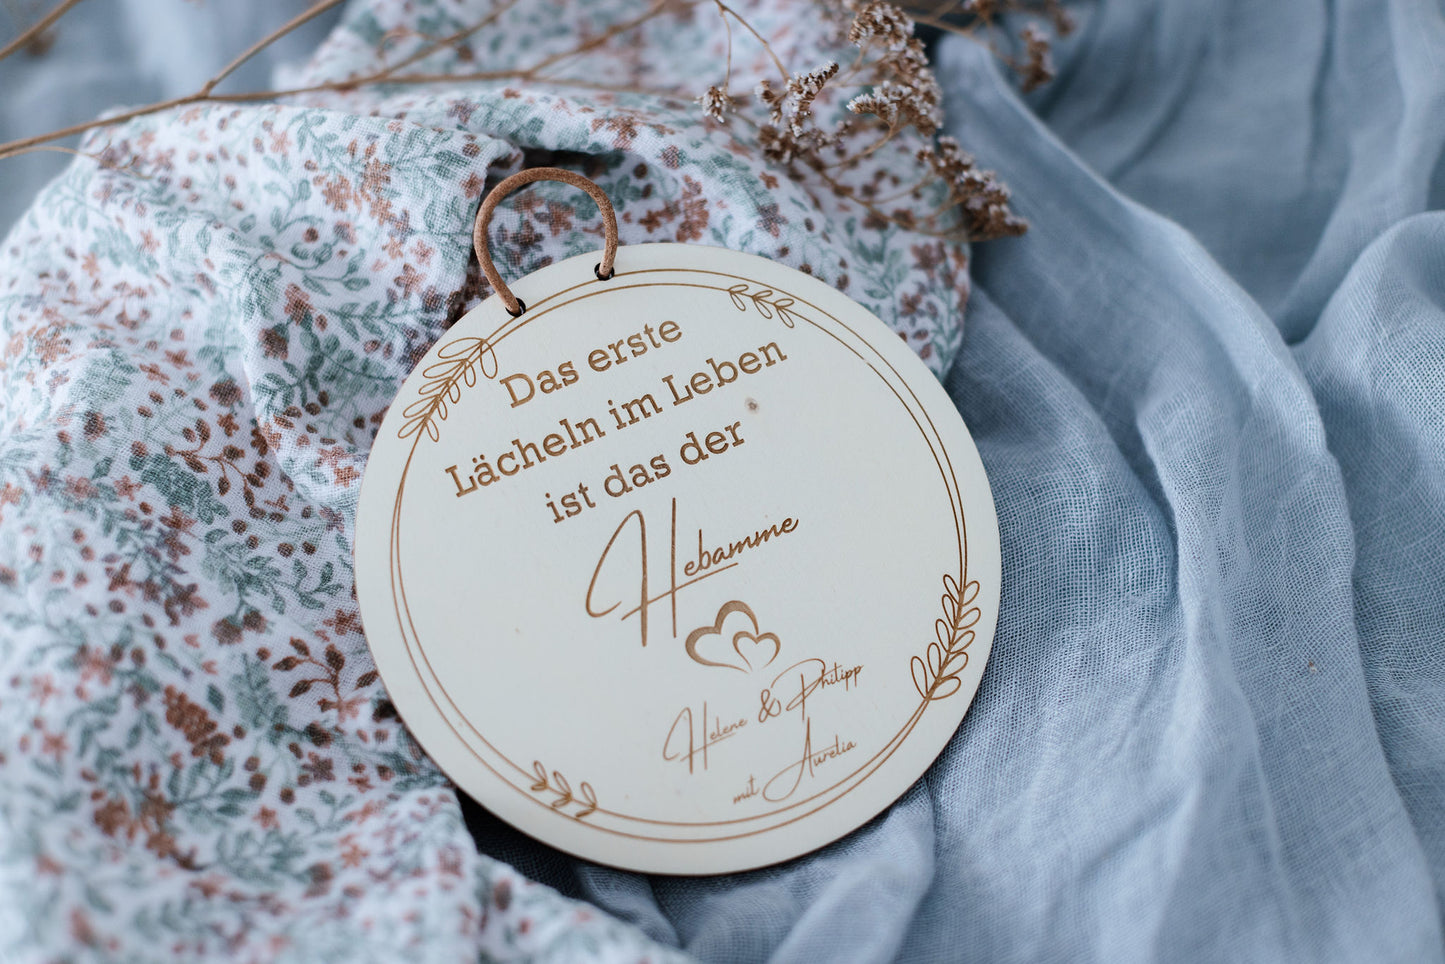 Das erste
Lächeln im Leben
ist das der
Hebamme
Helene & Philipp
mit Aurelia